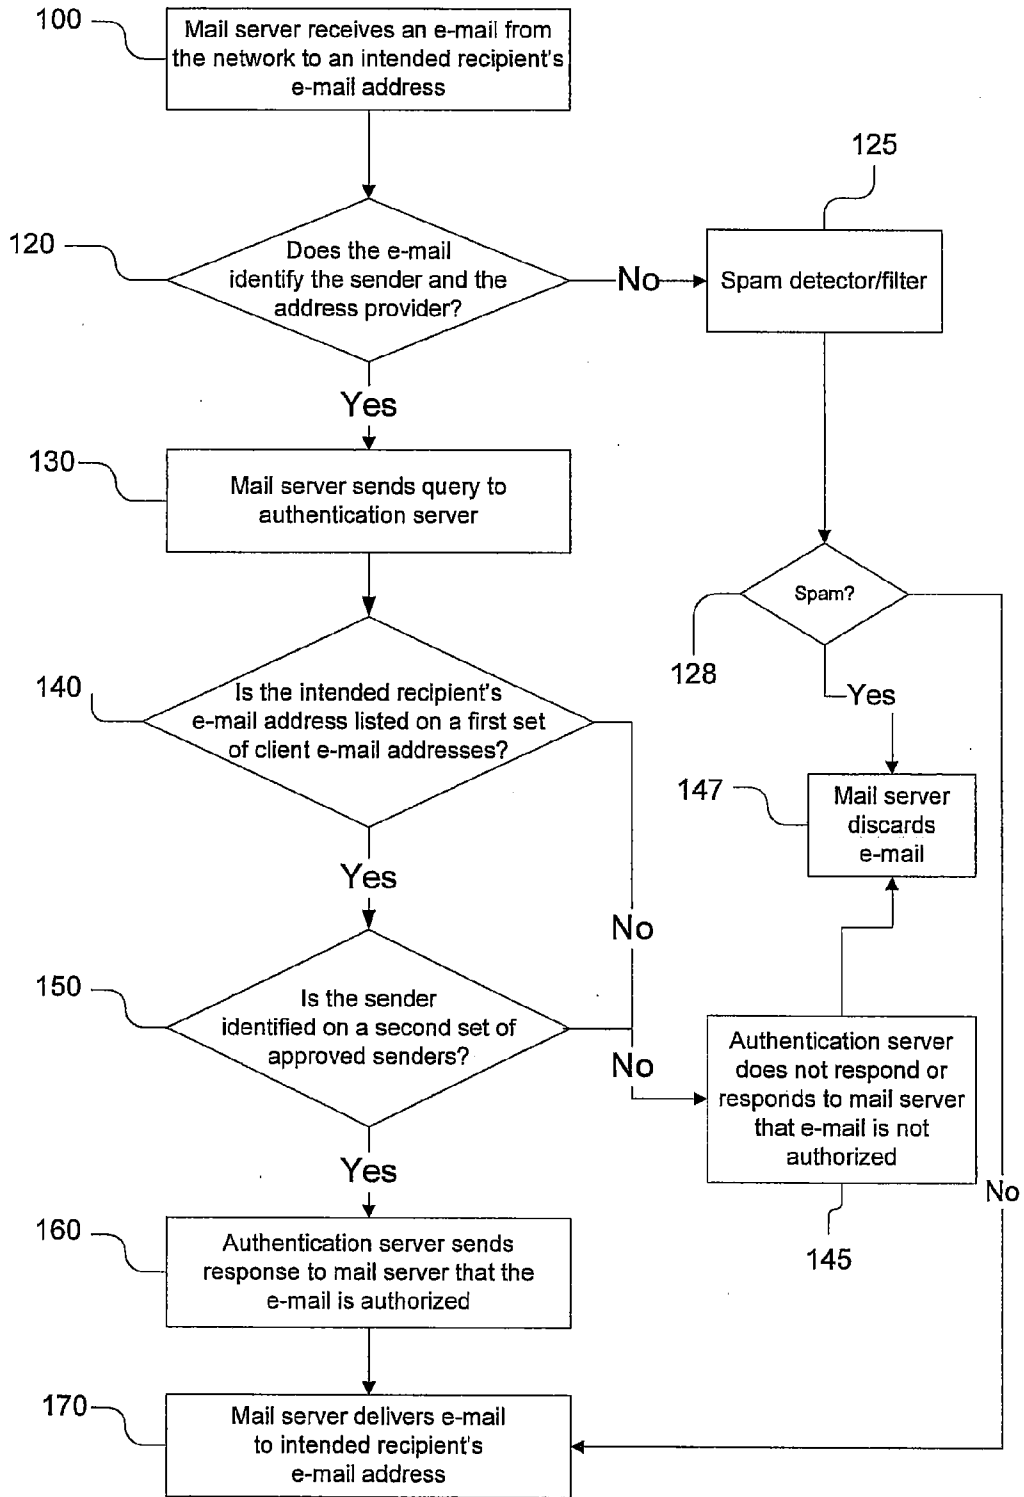 100
Mail server receives an e-mail from
the network to an intended recipient's
e-mail address
125
120
Does the e-mail
identify the sender and the
address provider?
No
Spam detector/filter
Yes
130
Mail server sends query to
authentication server
Spam?
128
140
Is the intended recipient's
e-mail address listed on a first set
of client e-mail addresses?
Yes
147
Mail server
discards
e-mail
Yes
No
150
Is the sender
identified on a second set of
approved senders?
No
Authentication server
does not respond or
responds to mail server
that e-mail is not
authorized
Yes
No
145
160
Authentication server sends
response to mail server that the
e-mail is authorized
170
Mail server delivers e-mail
to intended recipient's
e-mail address